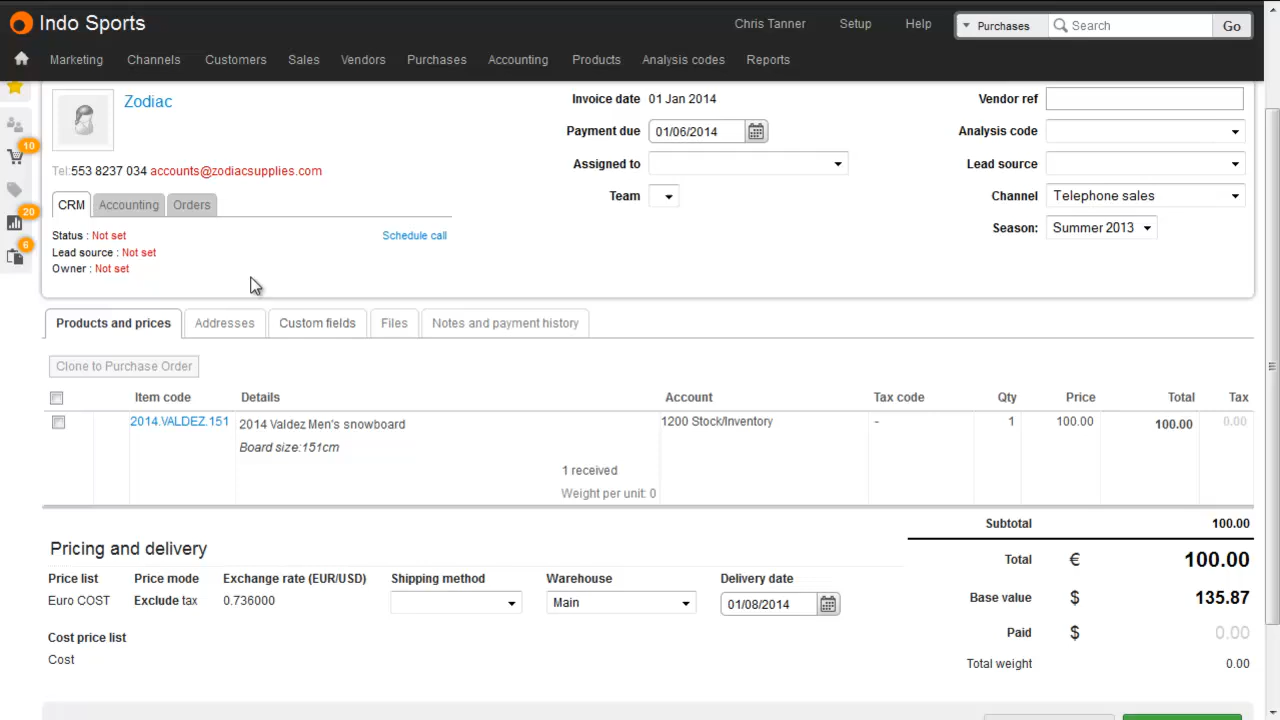 Indo Sports
Chris Tanner Setup Help Purchases Search Go
Marketing Channels Customers Sales Vendors Purchases Accounting Products Analysis codes Reports
Zodiac
Invoice date 01 Jan 2014
Vendor ref
Payment due 01/06/2014
Analysis code
Assigned to
Lead source
Tel:553 8237 034 accounts@zodiacsupplies.com
Team
Channel Telephone sales
Season: Summer 2013
10
20
6
CRM Accounting Orders
Status : Not set
Schedule call
Lead source : Not set
Owner : Not set
Products and prices Addresses Custom fields Files Notes and payment history
Clone to Purchase Order
Item code Details Account Tax code Qty Price Total Tax
2014.VALDEZ.151 2014 Valdez Men's snowboard 1200 Stock/Inventory - 1 100.00 100.00 0.00
Board size:151cm
1 received
Weight per unit: 0
Subtotal 100.00
Pricing and delivery
Total € 100.00
Price list Price mode Exchange rate (EUR/USD) Shipping method Warehouse Delivery date
Euro COST Exclude tax 0.736000 Main 01/08/2014
Base value $ 135.87
Cost price list
Paid $ 0.00
Cost
Total weight 0.00